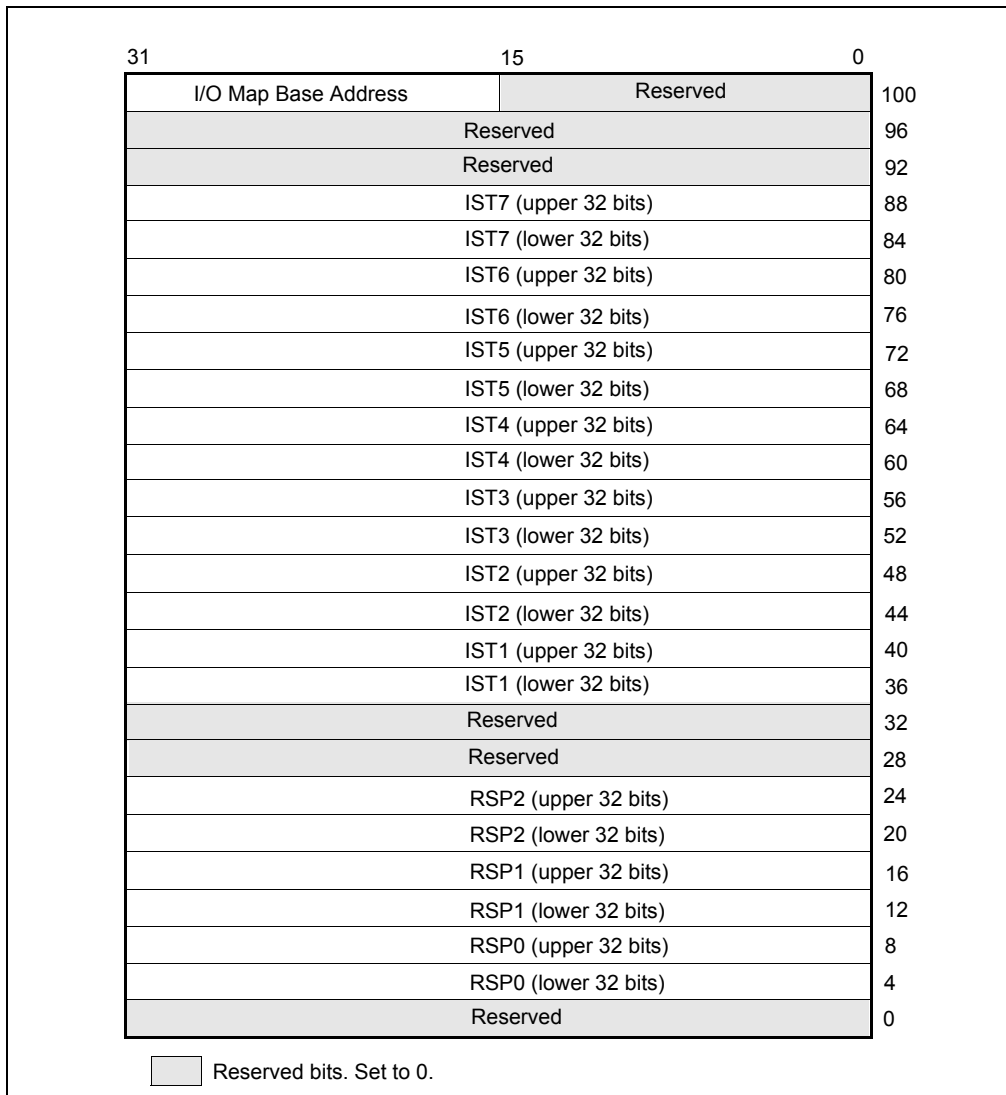 31 15 0
I/O Map Base Address Reserved 100
Reserved 96
Reserved 92
IST7 (upper 32 bits) 88
IST7 (lower 32 bits) 84
IST6 (upper 32 bits) 80
IST6 (lower 32 bits) 76
IST5 (upper 32 bits) 72
IST5 (lower 32 bits) 68
IST4 (upper 32 bits) 64
IST4 (lower 32 bits) 60
IST3 (upper 32 bits) 56
IST3 (lower 32 bits) 52
IST2 (upper 32 bits) 48
IST2 (lower 32 bits) 44
IST1 (upper 32 bits) 40
IST1 (lower 32 bits) 36
Reserved 32
Reserved 28
RSP2 (upper 32 bits) 24
RSP2 (lower 32 bits) 20
RSP1 (upper 32 bits) 16
RSP1 (lower 32 bits) 12
RSP0 (upper 32 bits) 8
RSP0 (lower 32 bits) 4
Reserved 0
Reserved bits. Set to 0.